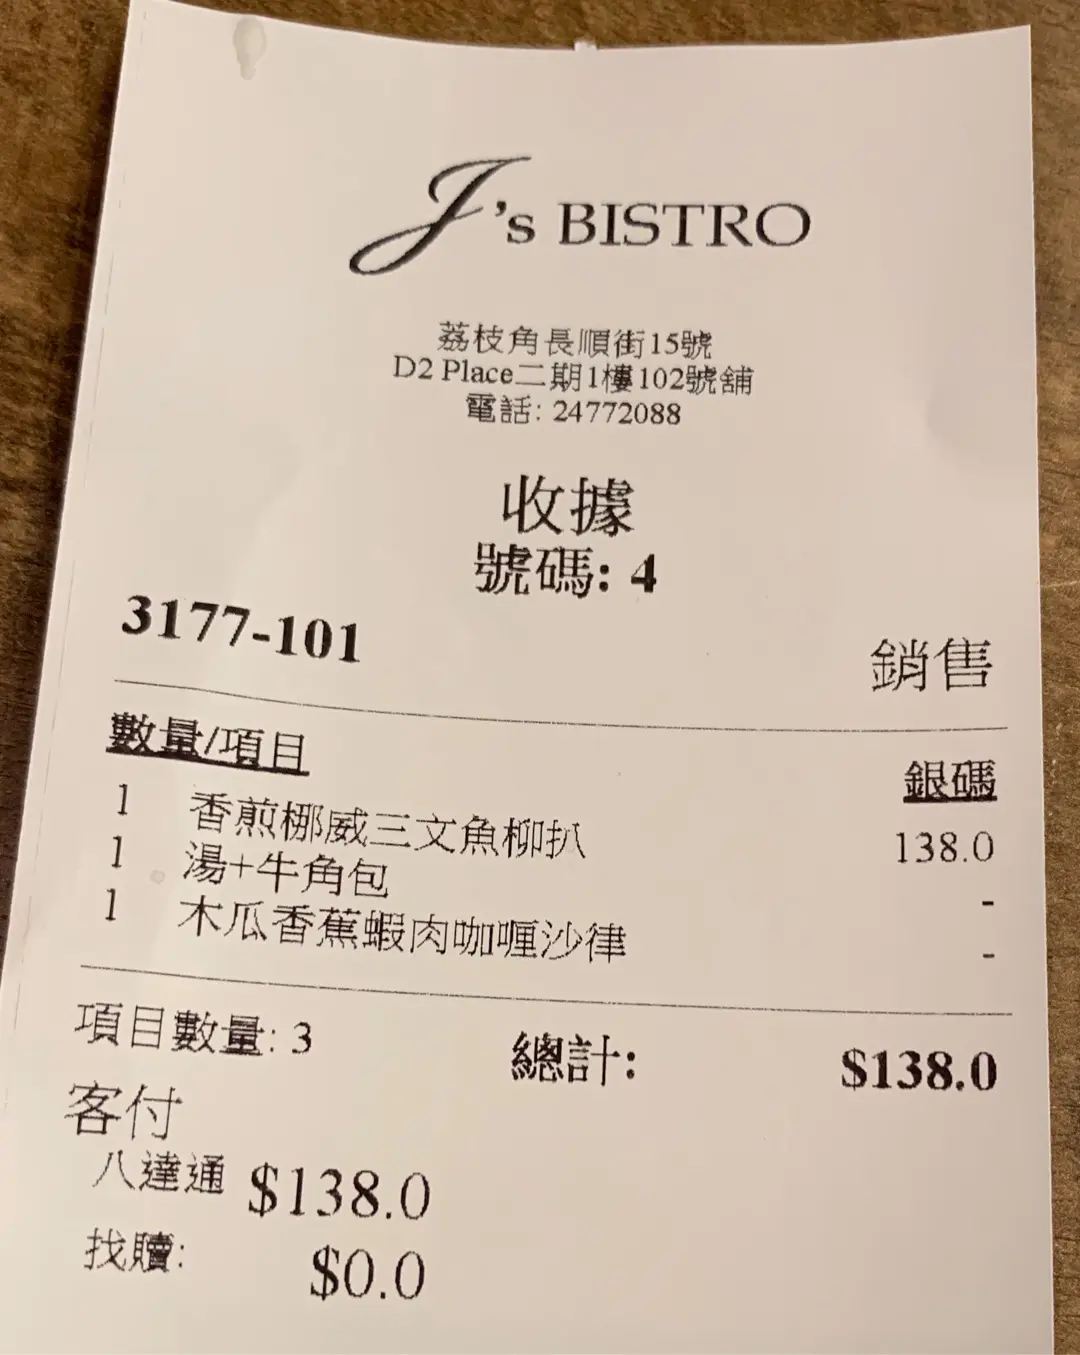 J's BISTRO
荔枝角長順街15號
D2 Place二期1樓102號舖
電話: 24772088
收據
號碼: 4
3177-101 銷售
數量/項目 銀碼
1 香煎梛威三文魚柳扒 138.0
1 湯+牛角包 -
1 木瓜香蕉蝦肉咖喱沙律 -
項目數量: 3 總計: $138.0
客付
八達通 $138.0
找贖: $0.0